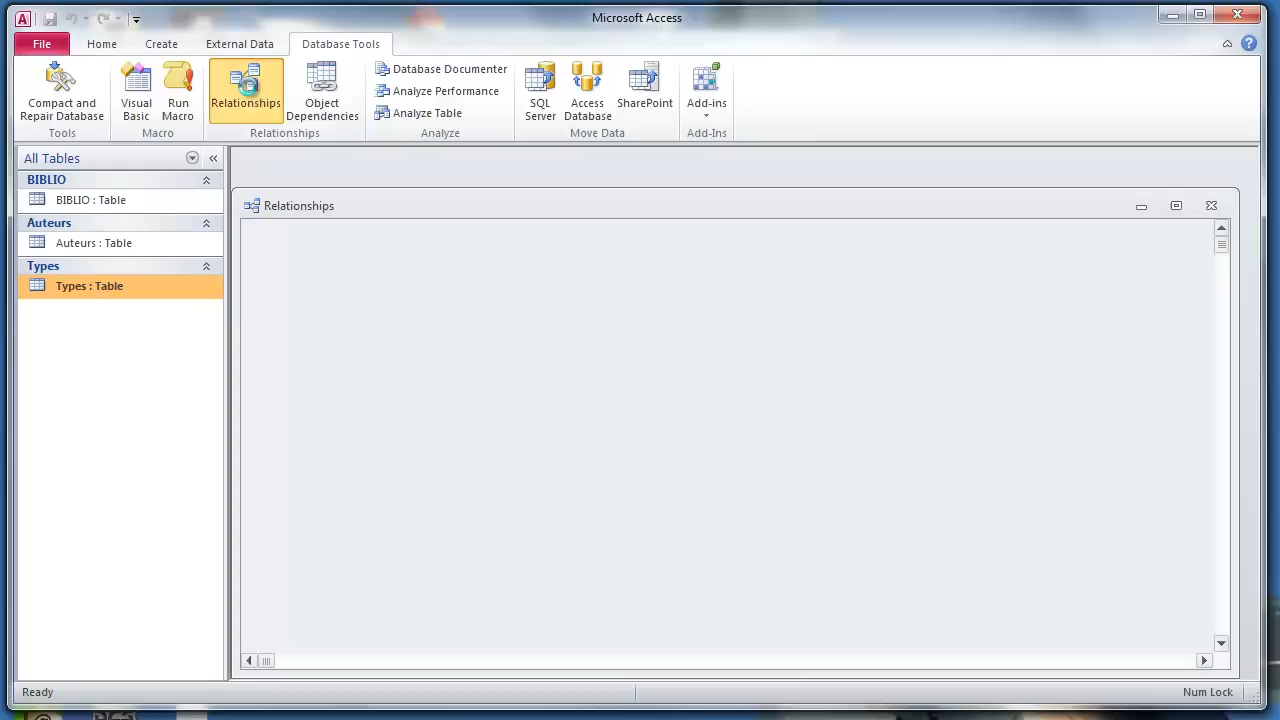 Microsoft Access
File Home Create External Data Database Tools
Compact and Repair Database
Visual Basic
Run Macro
Relationships
Object Dependencies
Database Documenter
Analyze Performance
Analyze Table
SQL Server
Access Database
SharePoint
Add-ins
Tools Macro Relationships Analyze Move Data Add-Ins
All Tables
BIBLIO
BIBLIO : Table
Auteurs
Auteurs : Table
Types
Types : Table
Relationships
Ready Num Lock